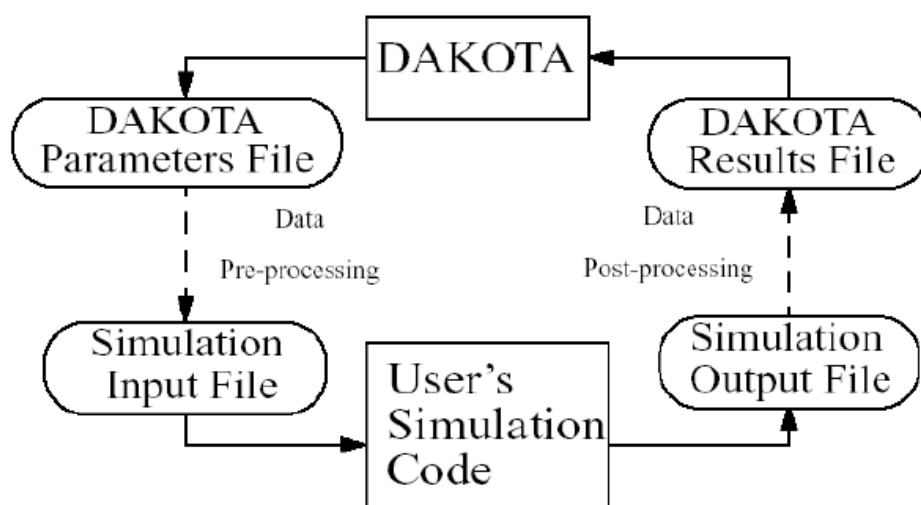 DAKOTA
DAKOTA
Parameters File
DAKOTA
Results File
Data
Pre-processing
Data
Post-processing
Simulation
Input File
User's
Simulation
Code
Simulation
Output File